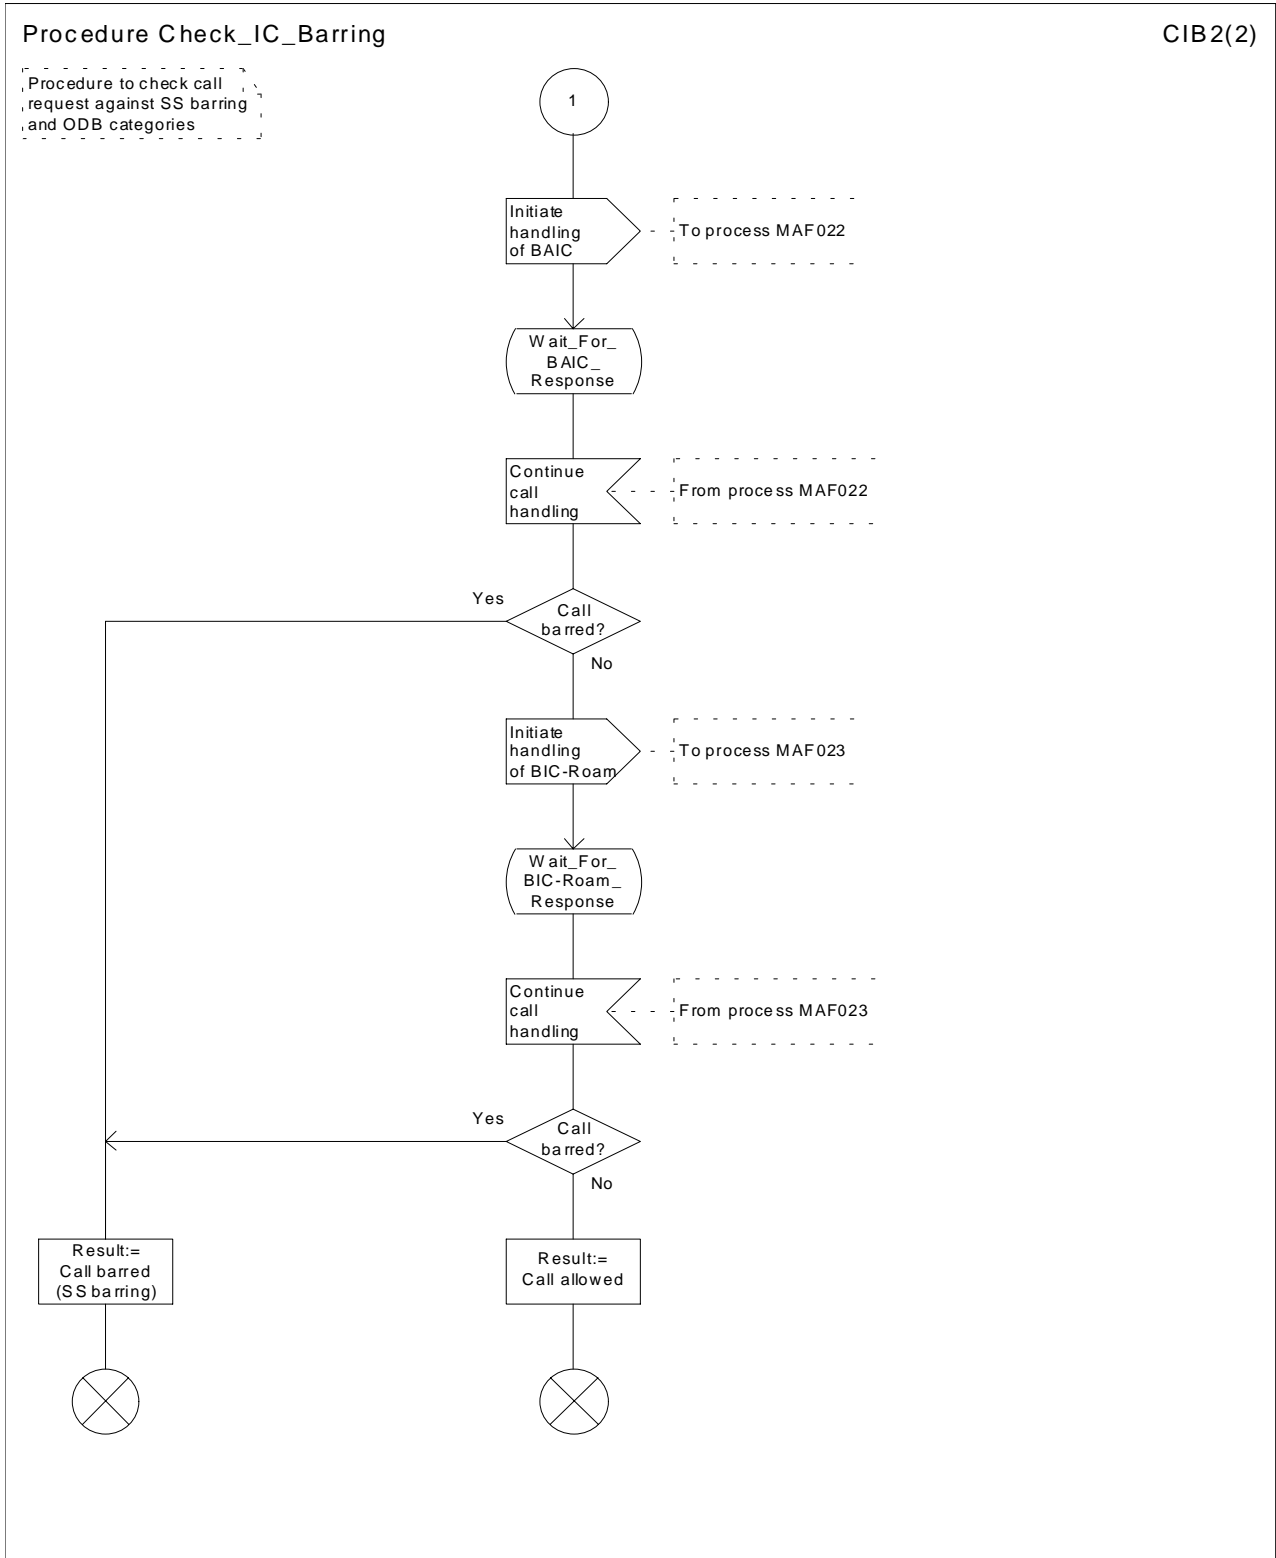 Procedure Check_IC_Barring
CIB2(2)
Procedure to check call
request against SS barring
and ODB categories
1
Initiate
handling
of BAIC
To process MAF022
Wait_For_
BAIC_
Response
Continue
call
handling
From process MAF022
Yes
Call
barred?
No
Initiate
handling
of BIC-Roam
To process MAF023
Wait_For_
BIC-Roam_
Response
Continue
call
handling
From process MAF023
Yes
Call
barred?
No
Result:=
Call barred
(SS barring)
Result:=
Call allowed